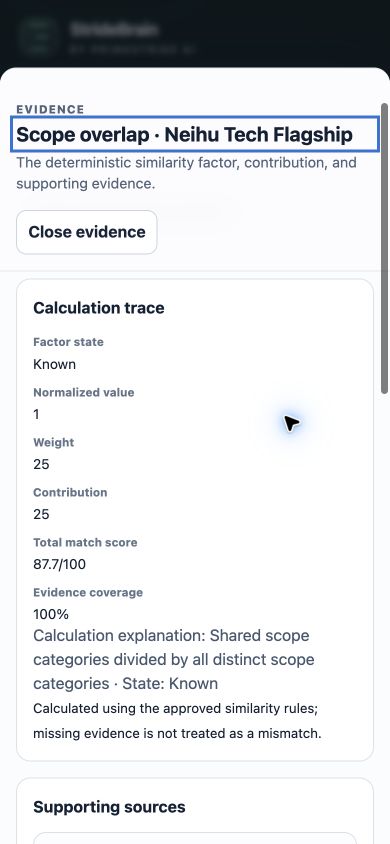 StrideBrain
EVIDENCE
Scope overlap · Neihu Tech Flagship
The deterministic similarity factor, contribution, and
supporting evidence.
Close evidence
Calculation trace
Factor state
Known
Normalized value
1
Weight
25
Contribution
25
Total match score
87.7/100
Evidence coverage
100%
Calculation explanation: Shared scope
categories divided by all distinct scope
categories · State: Known
Calculated using the approved similarity rules;
missing evidence is not treated as a mismatch.
Supporting sources